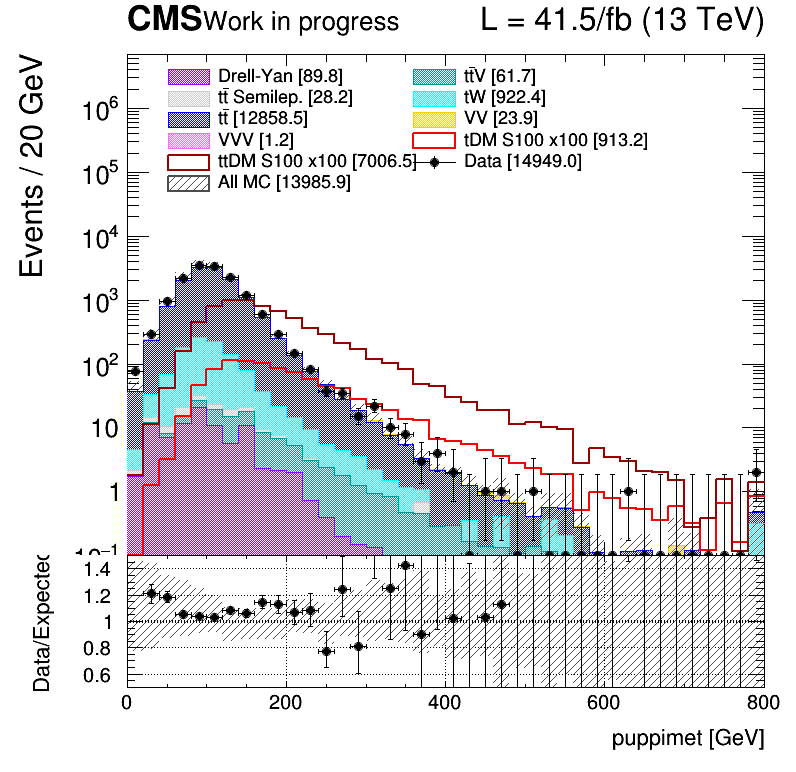 CMS Work in progress L = 41.5/fb (13 TeV)
Events / 20 GeV
Drell-Yan [89.8] tt̄V [61.7]
tt̄ Semilep. [28.2] tW [922.4]
tt̄ [12858.5] VV [23.9]
VVV [1.2] tDM S100 x100 [913.2]
ttDM S100 x100 [7006.5] Data [14949.0]
All MC [13985.9]
10⁶
10⁵
10⁴
10³
10²
10
1
10⁻¹
Data/Expected
1.4
1.2
1
0.8
0.6
0 200 400 600 800
puppimet [GeV]